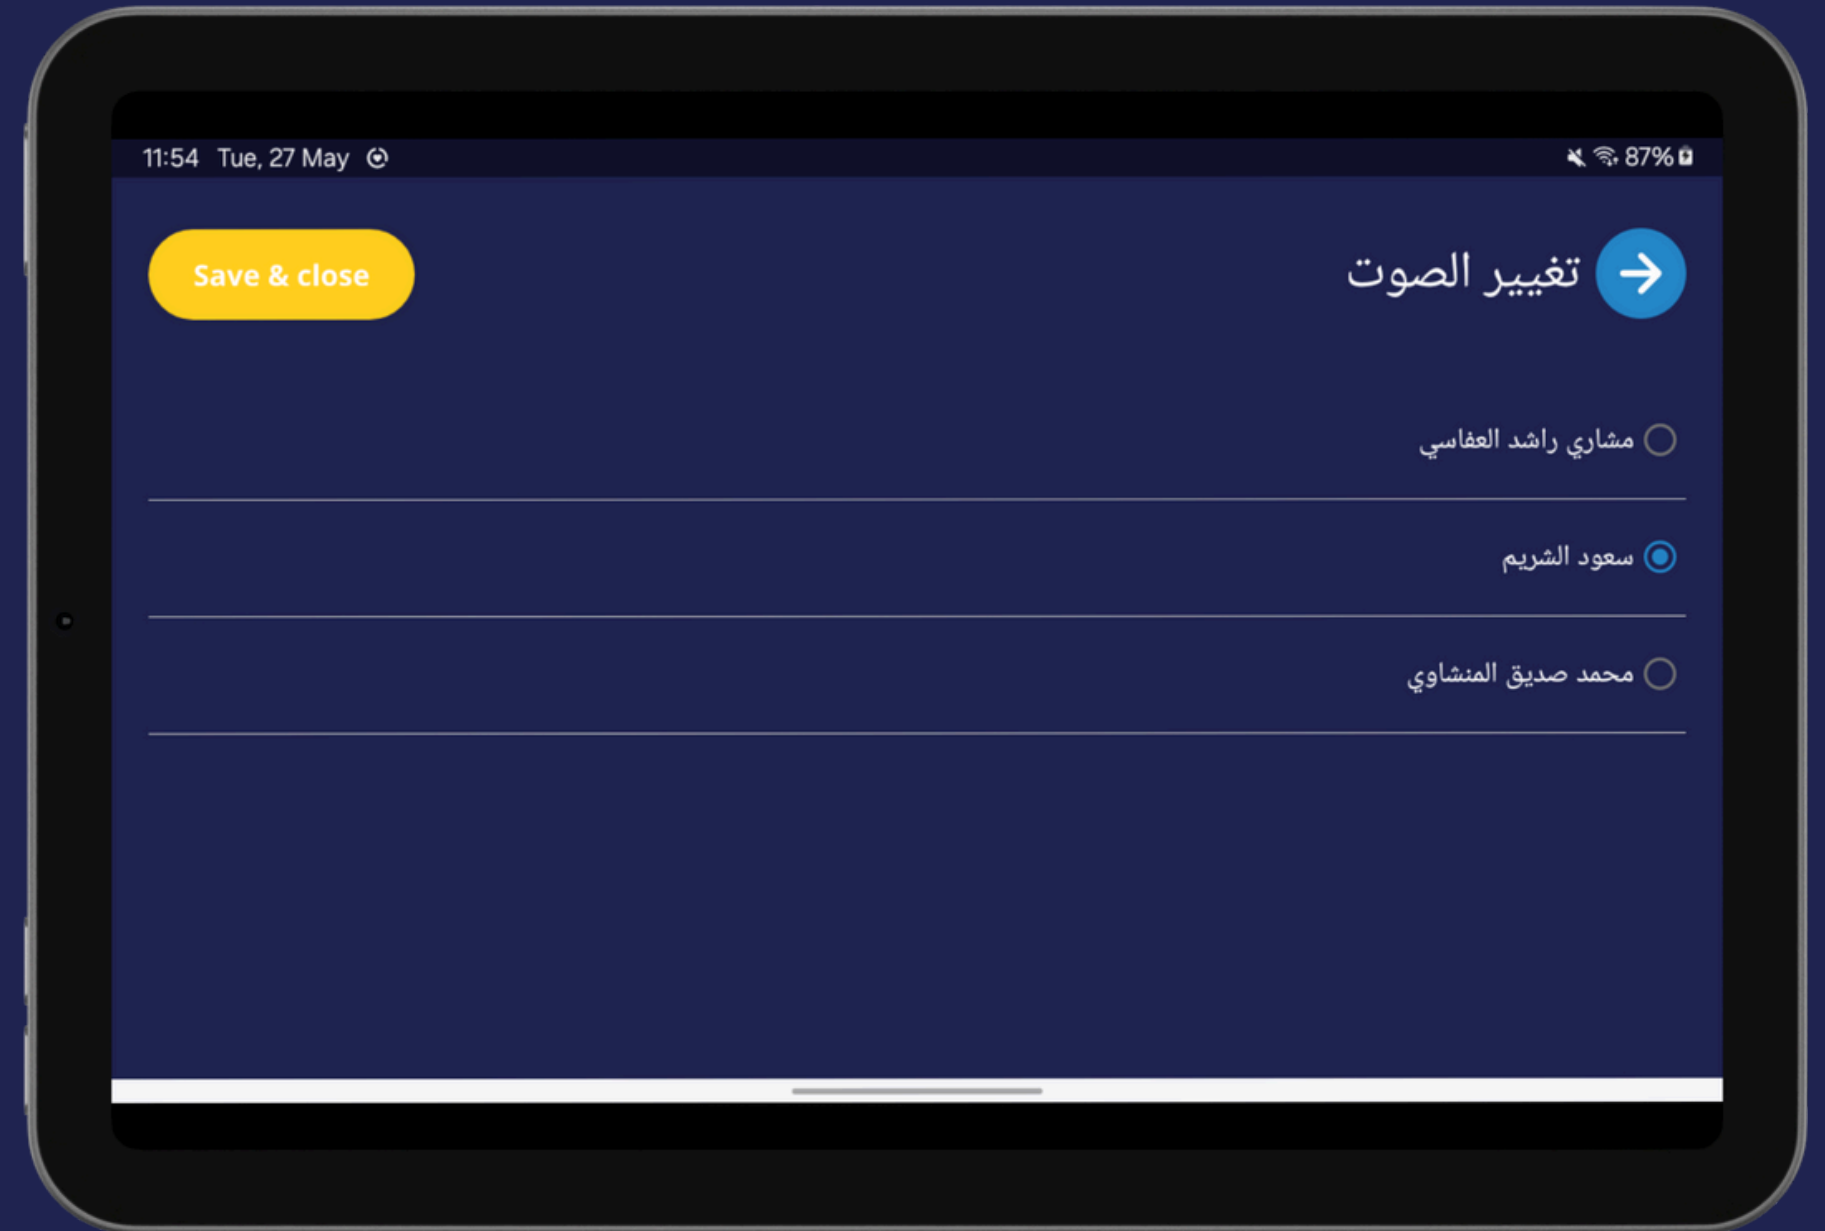 11:54 Tue, 27 May 87%
تغيير الصوت
Save & close
مشاري راشد العفاسي
سعود الشريم
محمد صديق المنشاوي